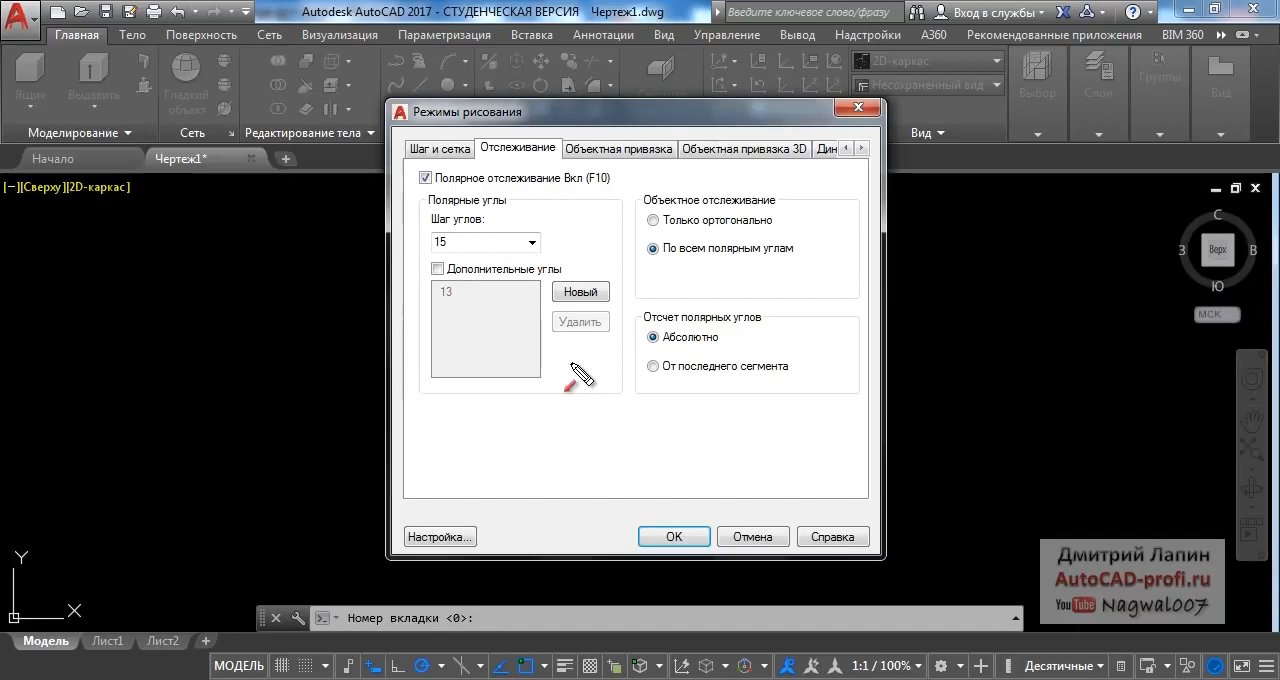 Autodesk AutoCAD 2017 - СТУДЕНЧЕСКАЯ ВЕРСИЯ Чертеж1.dwg
Введите ключевое слово/фразу
Вход в службы
Главная Тело Поверхность Сеть Визуализация Параметризация Вставка Аннотации Вид Управление Вывод Надстройки A360 Рекомендованные приложения BIM 360
2D-каркас
Несохраненный вид
Ящик Выдавить Гладкий объект Выбор Слои Группы Вид
Моделирование Сеть Редактирование тела Вид
Начало Чертеж1*
[−][Сверху][2D-каркас]
Режимы рисования
Шаг и сетка Отслеживание Объектная привязка Объектная привязка 3D Дин
Полярное отслеживание Вкл (F10)
Полярные углы
Шаг углов:
15
Дополнительные углы
13
Новый
Удалить
Объектное отслеживание
Только ортогонально
По всем полярным углам
Отсчет полярных углов
Абсолютно
От последнего сегмента
Настройка... OK Отмена Справка
С
З Верх В
Ю
МСК
Y
X
Дмитрий Лапин
AutoCAD-profi.ru
YouTube Nagwal007
Номер вкладки <0>:
Модель Лист1 Лист2 +
МОДЕЛЬ 1:1 / 100% Десятичные